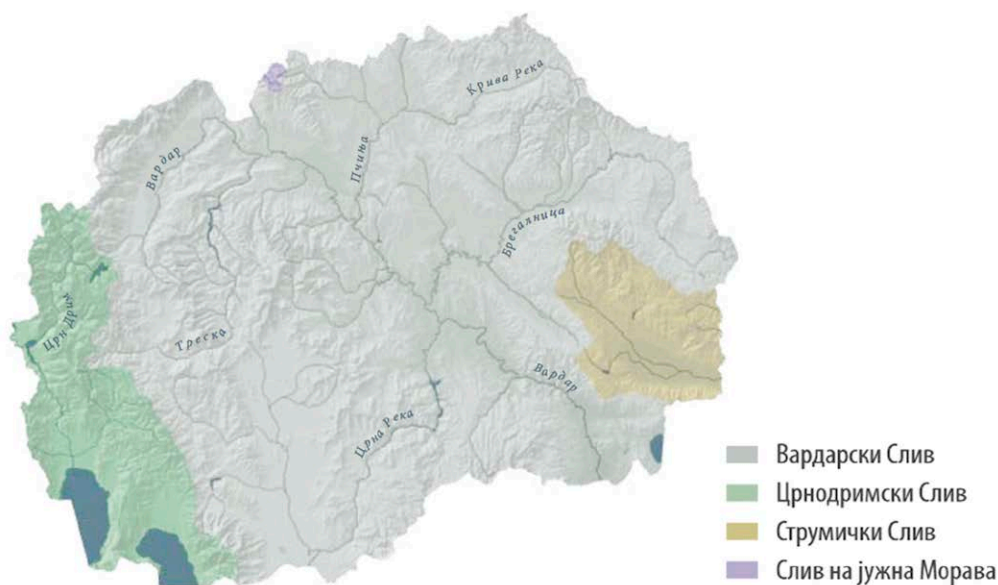 Крива Река
Пчиња
Вардар
Брегалница
Црн Дрим
Треска
Вардар
Црна Река
Вардарски Слив
Црнодримски Слив
Струмички Слив
Слив на јужна Морава